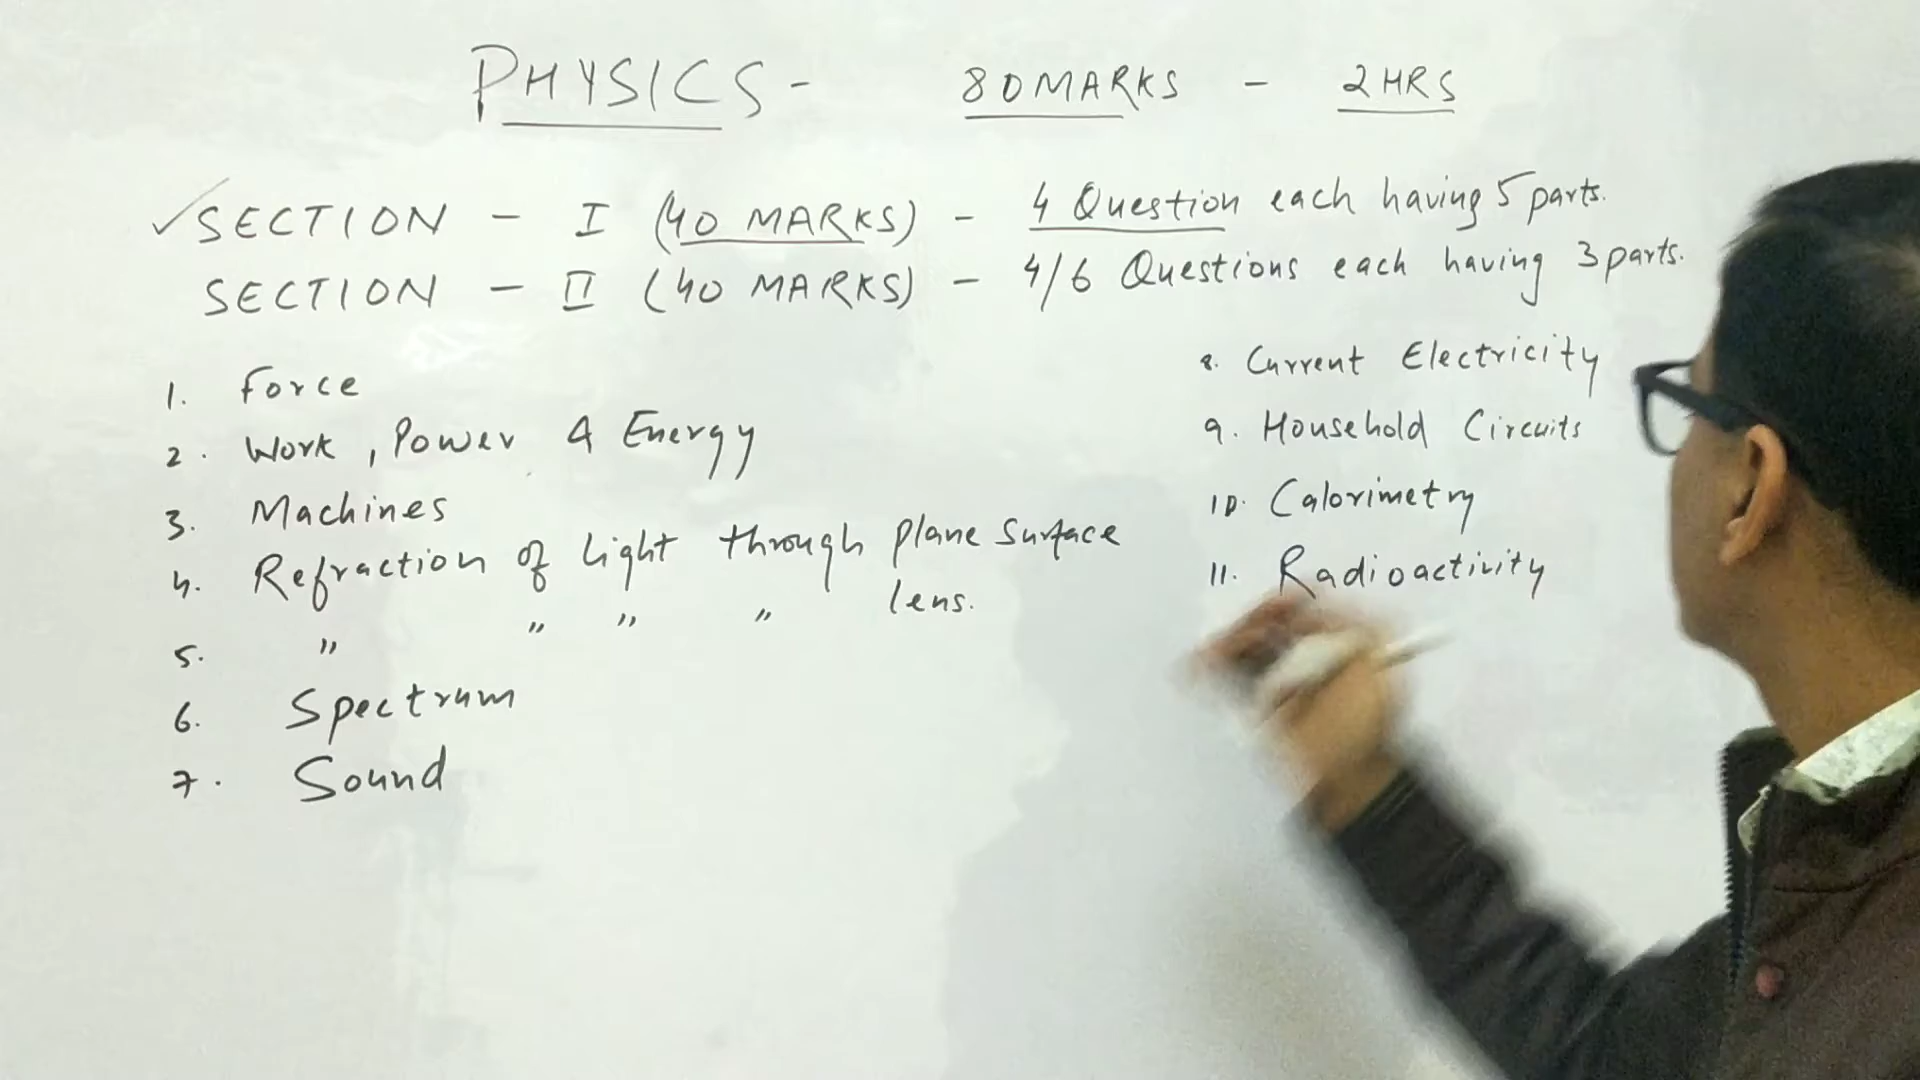 PHYSICS - 80 MARKS - 2 HRS
✓ SECTION - I (40 MARKS) - 4 Question each having 5 parts.
SECTION - II (40 MARKS) - 4/6 Questions each having 3 parts.
1. Force
2. Work, Power & Energy
3. Machines
4. Refraction of light through plane surface
5. " " " " lens.
6. Spectrum
7. Sound
8. Current Electricity
9. Household Circuits
10. Calorimetry
11. Radioactivity